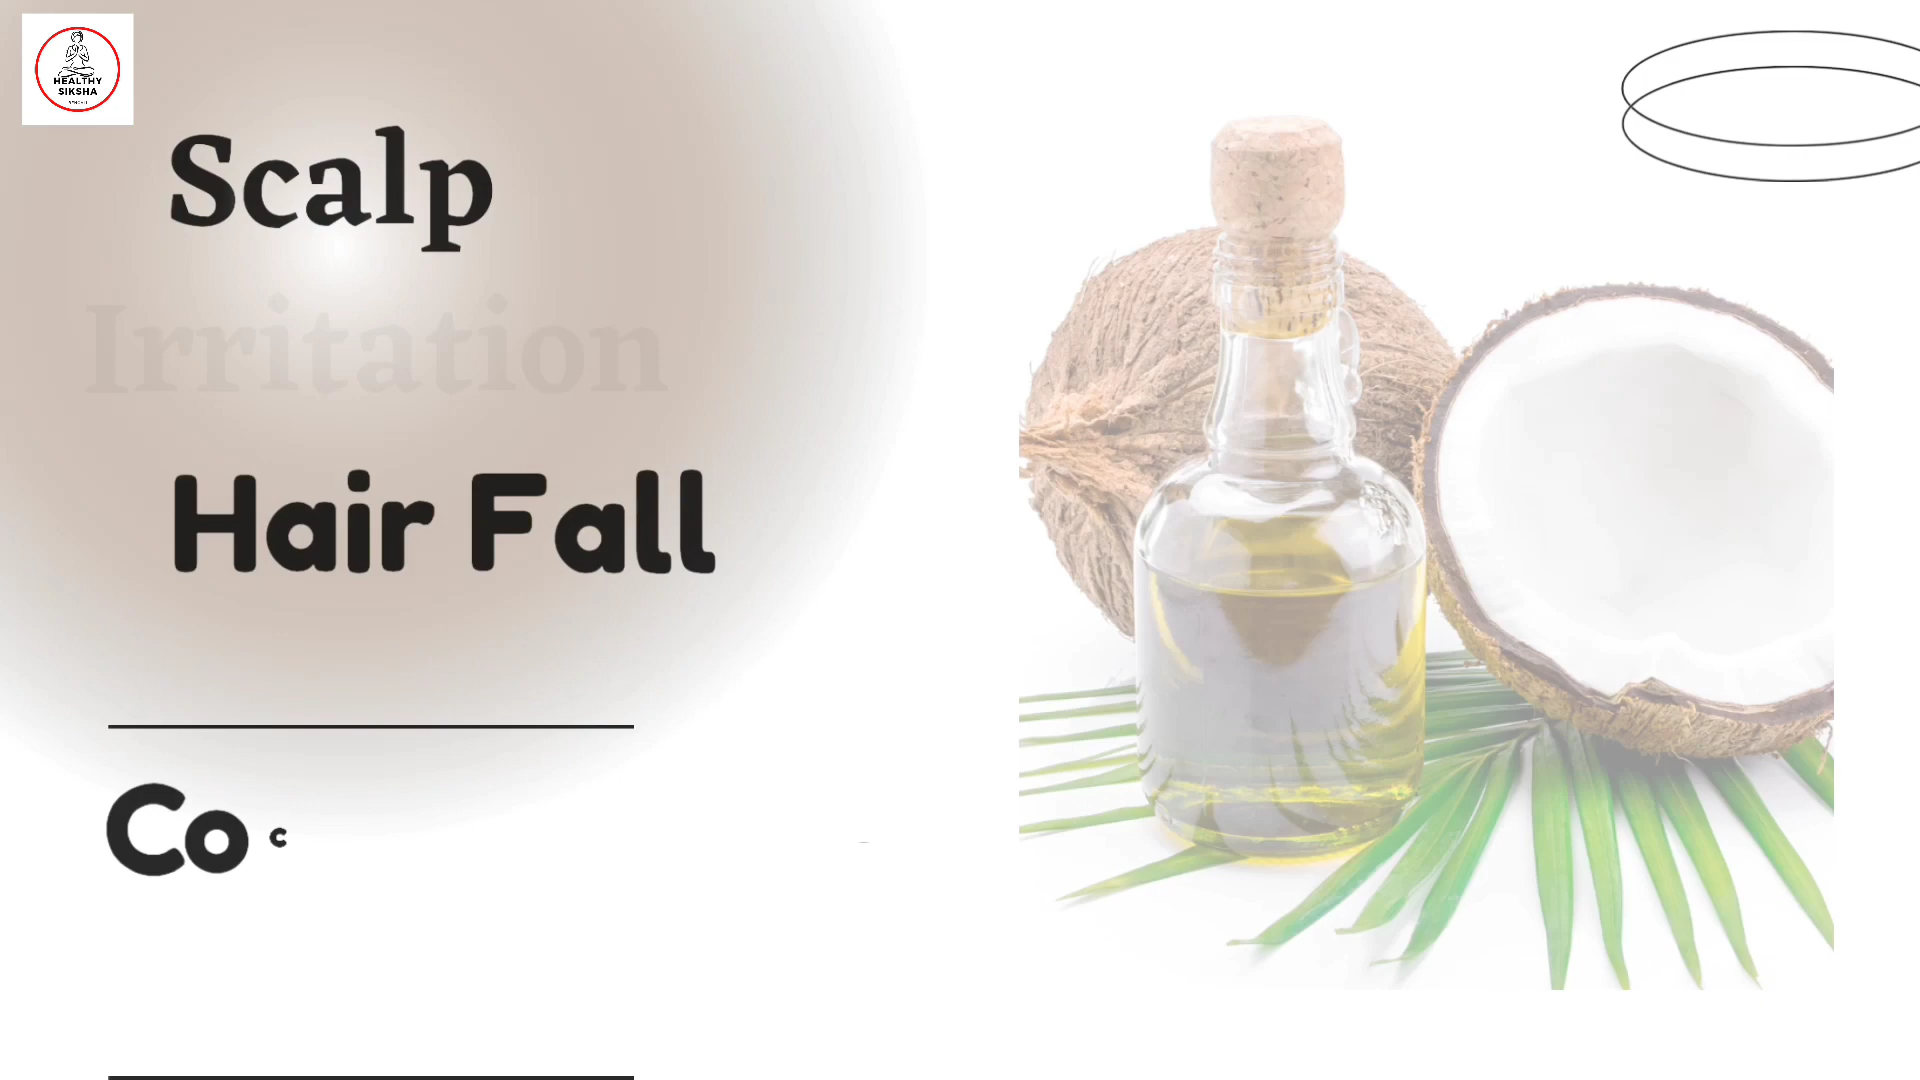 HEALTHY
SIKSHA
Scalp
Irritation
Hair Fall
Co c